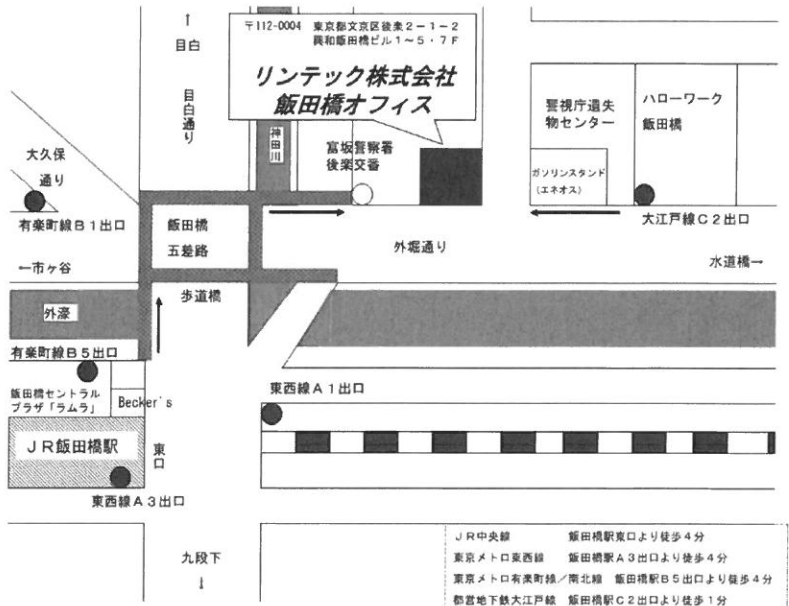 〒112-0004 東京都文京区後楽2-1-2
興和飯田橋ビル1~5・7F
リンテック株式会社
飯田橋オフィス
↑
目白
目白通り
神田川
富坂警察署
後楽交番
警視庁遺失
物センター
ハローワーク
飯田橋
ガソリンスタンド
(エネオス)
大久保
通り
有楽町線B1出口
飯田橋
五差路
大江戸線C2出口
外堀通り
←市ヶ谷
水道橋→
歩道橋
外濠
有楽町線B5出口
飯田橋セントラル
プラザ「ラムラ」
Becker's
東西線A1出口
JR飯田橋駅
東口
東西線A3出口
九段下
↓
JR中央線 飯田橋駅東口より徒歩4分
東京メトロ東西線 飯田橋駅A3出口より徒歩4分
東京メトロ有楽町線/南北線 飯田橋駅B5出口より徒歩4分
都営地下鉄大江戸線 飯田橋駅C2出口より徒歩1分